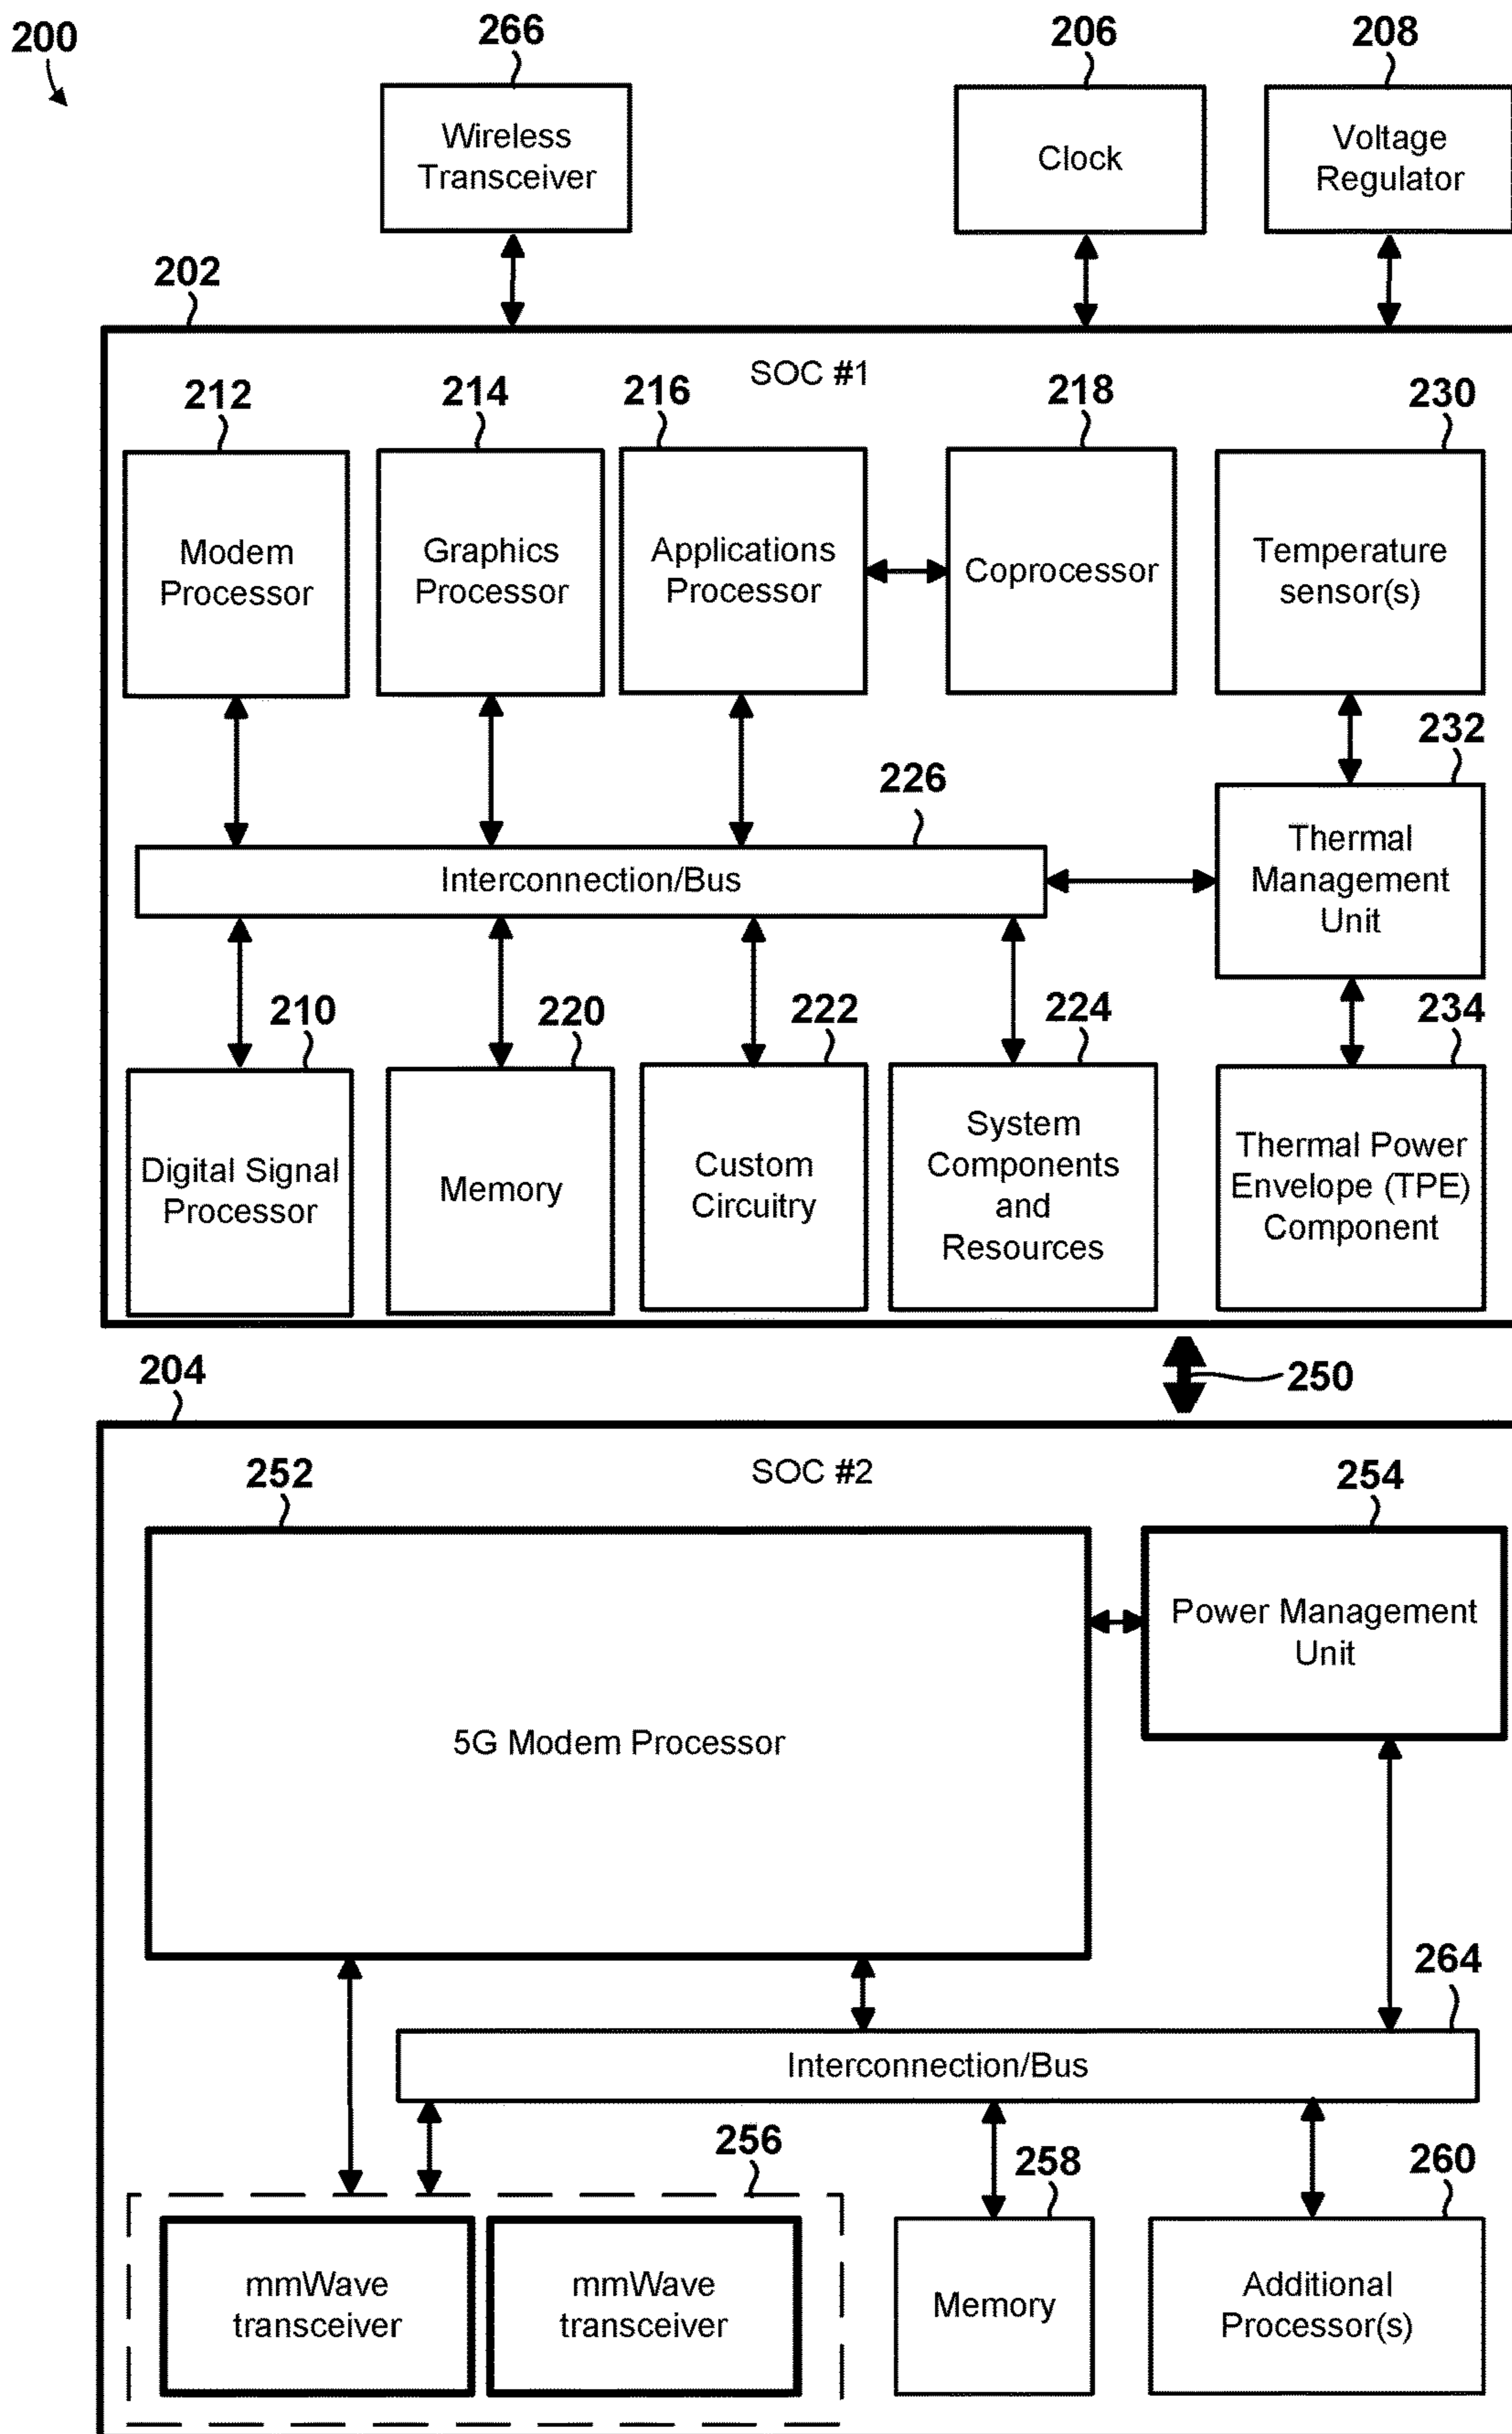 200
266
206
208
Wireless
Transceiver
Clock
Voltage
Regulator
202
SOC #1
212
214
216
218
230
Modem
Processor
Graphics
Processor
Applications
Processor
Coprocessor
Temperature
sensor(s)
232
226
Interconnection/Bus
Thermal
Management
Unit
210
220
222
224
234
Digital Signal
Processor
Memory
Custom
Circuitry
System
Components
and
Resources
Thermal Power
Envelope (TPE)
Component
250
204
SOC #2
252
254
5G Modem Processor
Power Management
Unit
264
Interconnection/Bus
256
258
260
mmWave
transceiver
mmWave
transceiver
Memory
Additional
Processor(s)